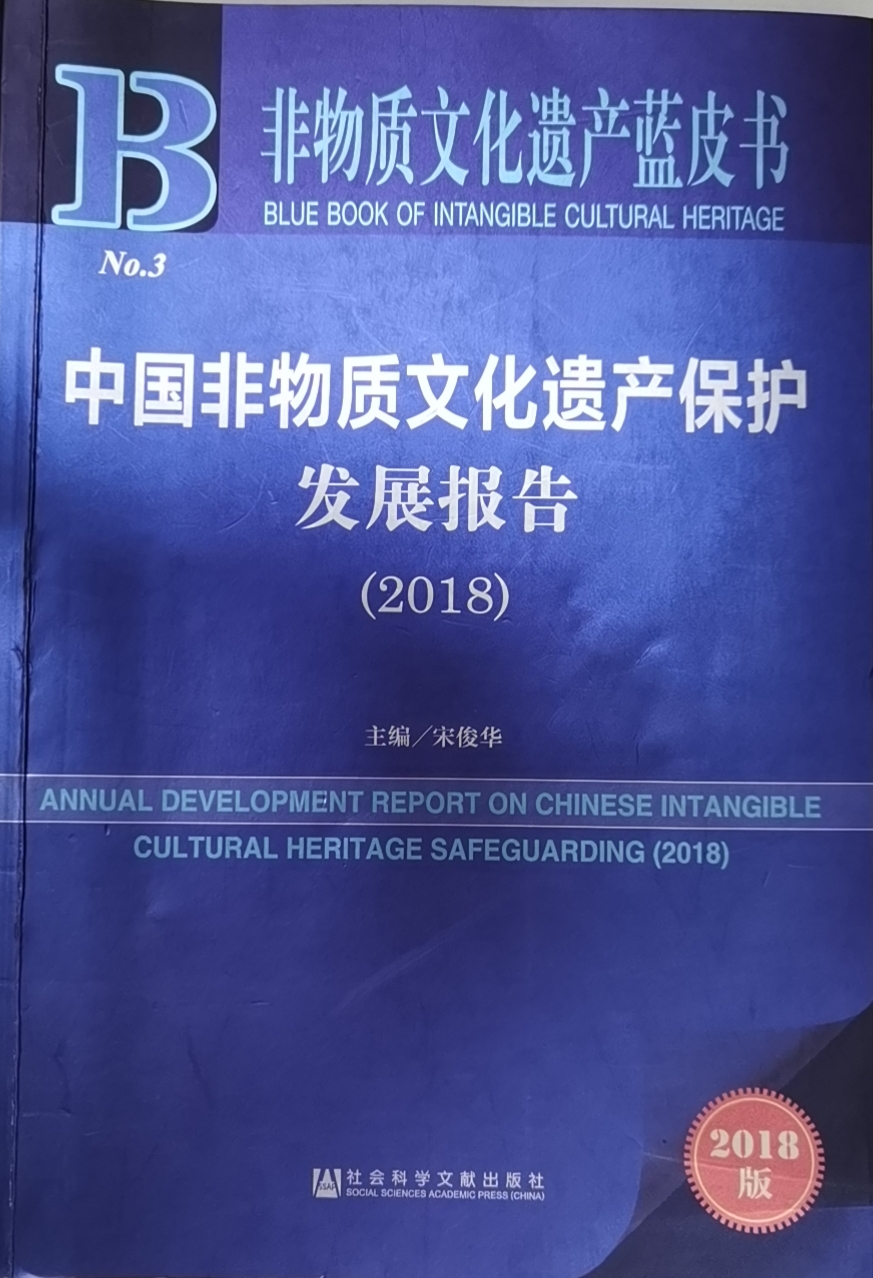 B
非物质文化遗产蓝皮书
BLUE BOOK OF INTANGIBLE CULTURAL HERITAGE
No.3
中国非物质文化遗产保护
发展报告
(2018)
主编／宋俊华
ANNUAL DEVELOPMENT REPORT ON CHINESE INTANGIBLE
CULTURAL HERITAGE SAFEGUARDING (2018)
2018
版
SSAP
社会科学文献出版社
SOCIAL SCIENCES ACADEMIC PRESS (CHINA)